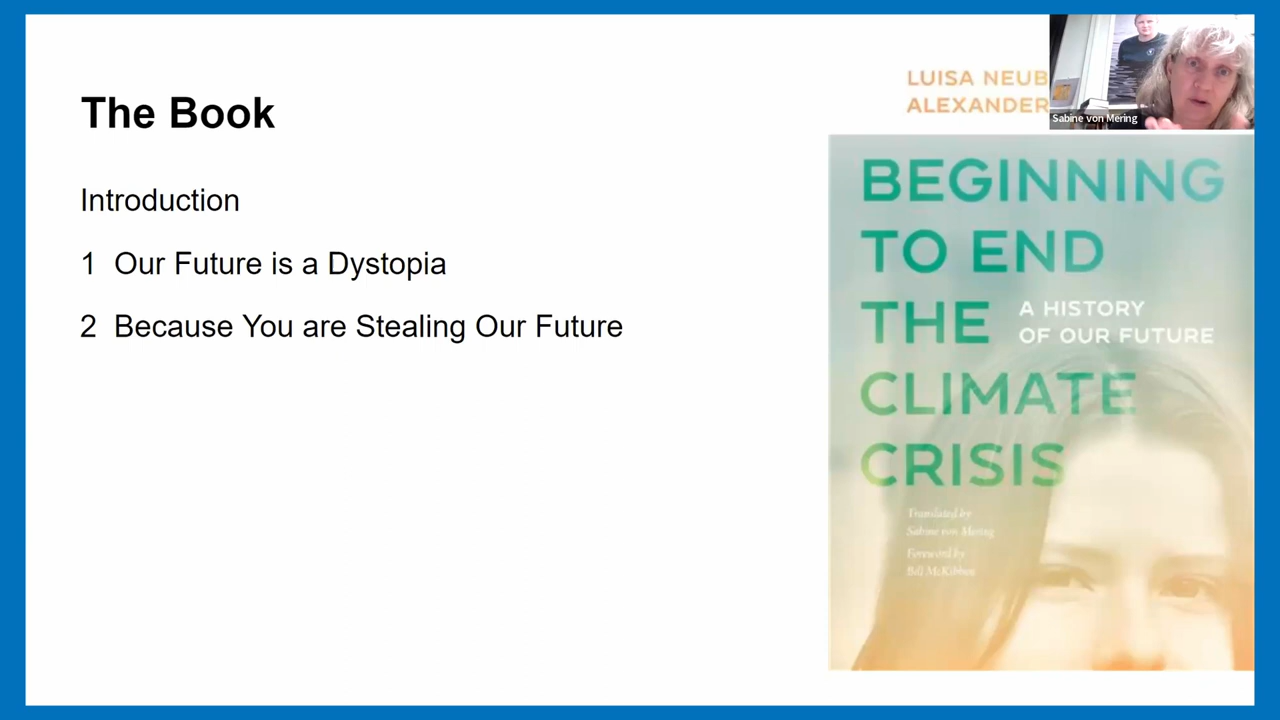 The Book
Introduction
1 Our Future is a Dystopia
2 Because You are Stealing Our Future
LUISA NEUB
ALEXANDER
Sabine von Mering
BEGINNING
TO END
THE
A HISTORY
OF OUR FUTURE
CLIMATE
CRISIS
Translated by
Sabine von Mering
Foreword by
Bill McKibben